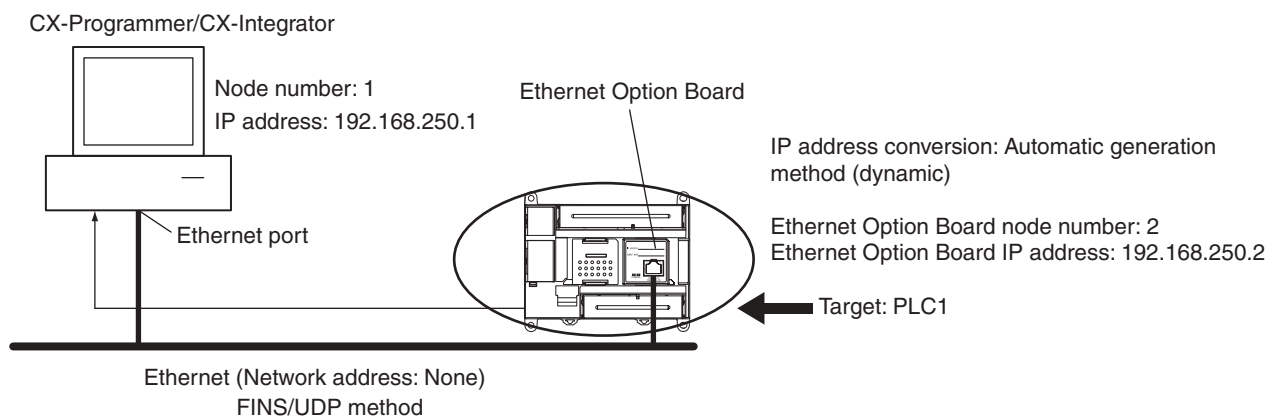 CX-Programmer/CX-Integrator
Node number: 1
IP address: 192.168.250.1
Ethernet Option Board
IP address conversion: Automatic generation
method (dynamic)
Ethernet port
Ethernet Option Board node number: 2
Ethernet Option Board IP address: 192.168.250.2
Target: PLC1
Ethernet (Network address: None)
FINS/UDP method